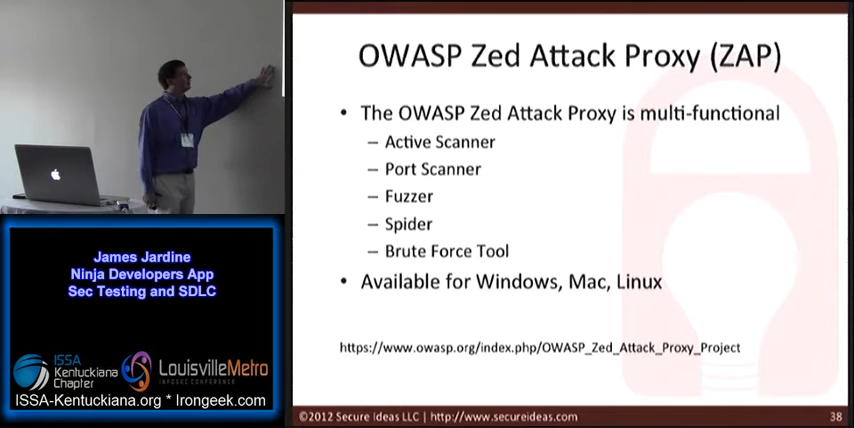 OWASP Zed Attack Proxy (ZAP)
• The OWASP Zed Attack Proxy is multi-functional
– Active Scanner
– Port Scanner
– Fuzzer
– Spider
– Brute Force Tool
• Available for Windows, Mac, Linux
https://www.owasp.org/index.php/OWASP_Zed_Attack_Proxy_Project
©2012 Secure Ideas LLC | http://www.secureideas.com
38
James Jardine
Ninja Developers App
Sec Testing and SDLC
ISSA
Kentuckiana
Chapter
LouisvilleMetro
INFOSEC CONFERENCE
ISSA-Kentuckiana.org * Irongeek.com